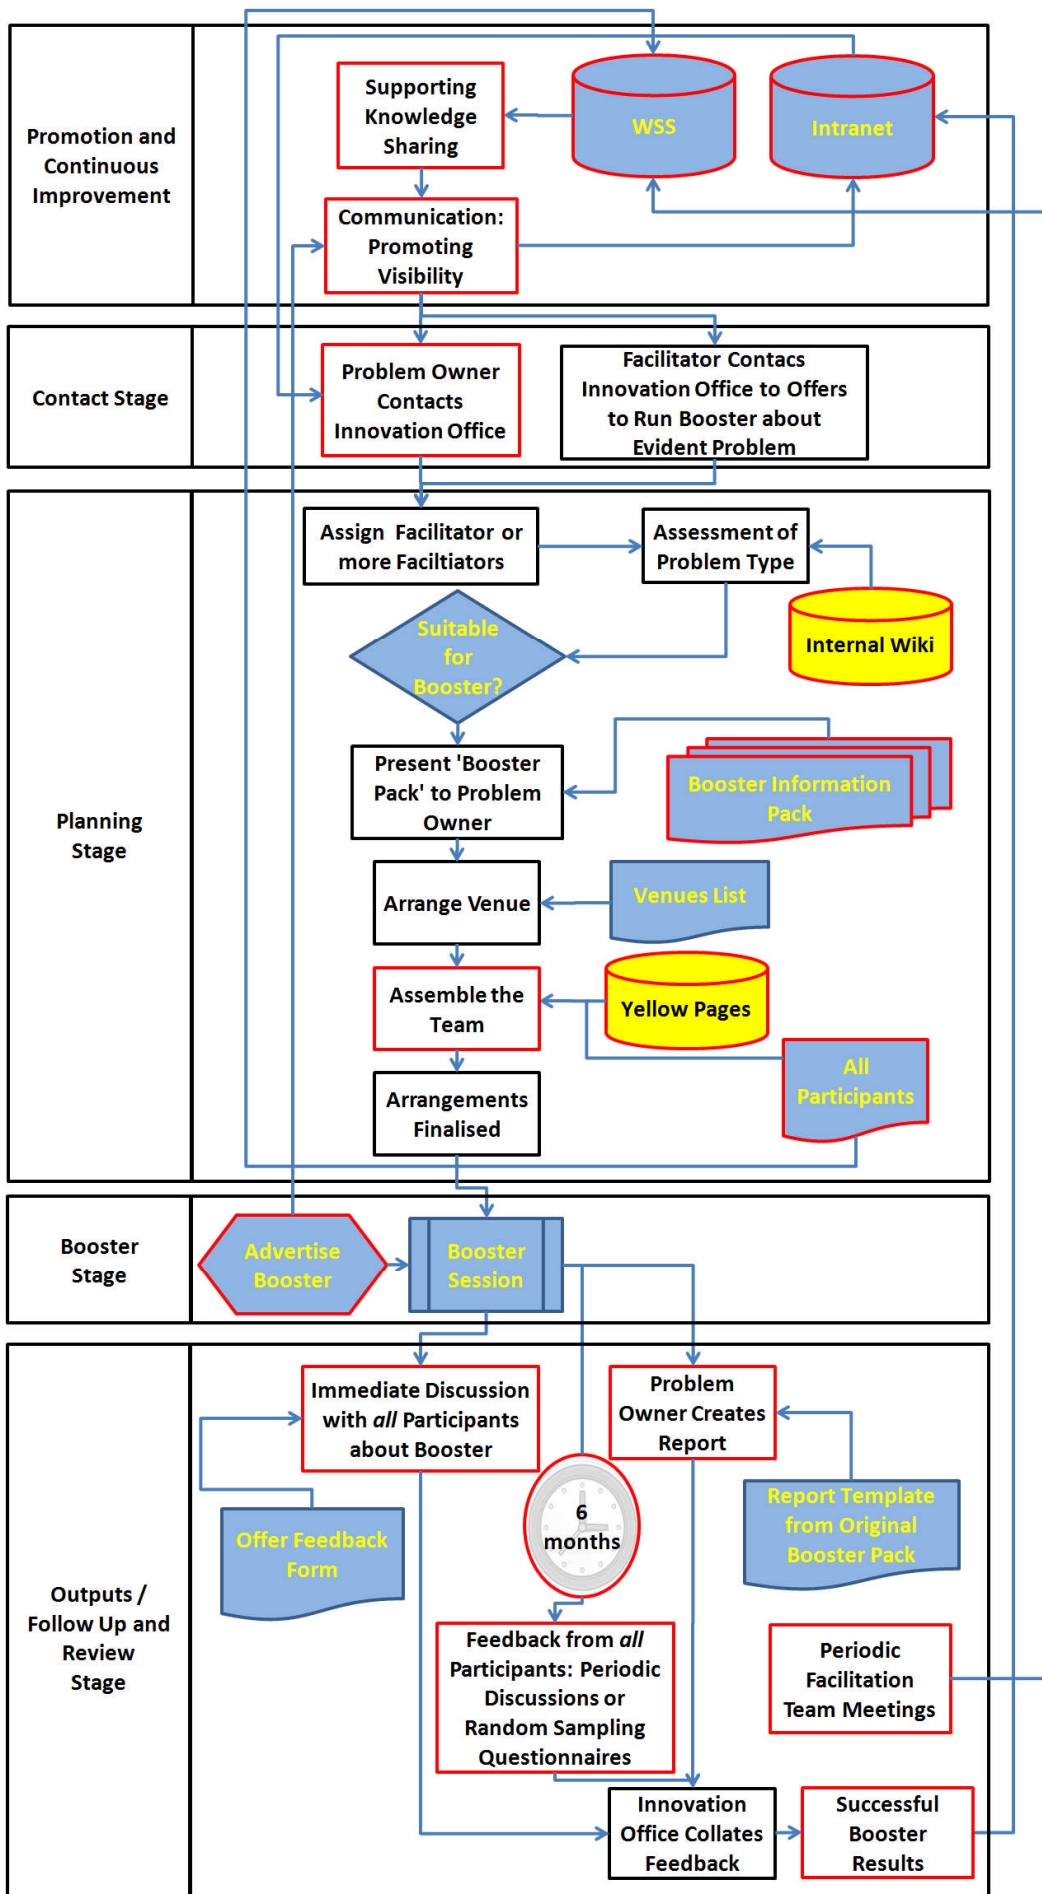 Promotion and
Continuous
Improvement
Supporting
Knowledge
Sharing
WSS
Intranet
Communication:
Promoting
Visibility
Contact Stage
Problem Owner
Contacts
Innovation Office
Facilitator Contacs
Innovation Office to Offers
to Run Booster about
Evident Problem
Planning
Stage
Assign Facilitator or
more Faciltiators
Assessment of
Problem Type
Internal Wiki
Suitable
for
Booster?
Present 'Booster
Pack' to Problem
Owner
Booster Information
Pack
Arrange Venue
Venues List
Assemble the
Team
Yellow Pages
All
Participants
Arrangements
Finalised
Booster
Stage
Advertise
Booster
Booster
Session
Outputs /
Follow Up and
Review
Stage
Immediate Discussion
with all Participants
about Booster
Problem
Owner Creates
Report
6
months
Offer Feedback
Form
Report Template
from Original
Booster Pack
Feedback from all
Participants: Periodic
Discussions or
Random Sampling
Questionnaires
Periodic
Facilitation
Team Meetings
Innovation
Office Collates
Feedback
Successful
Booster
Results